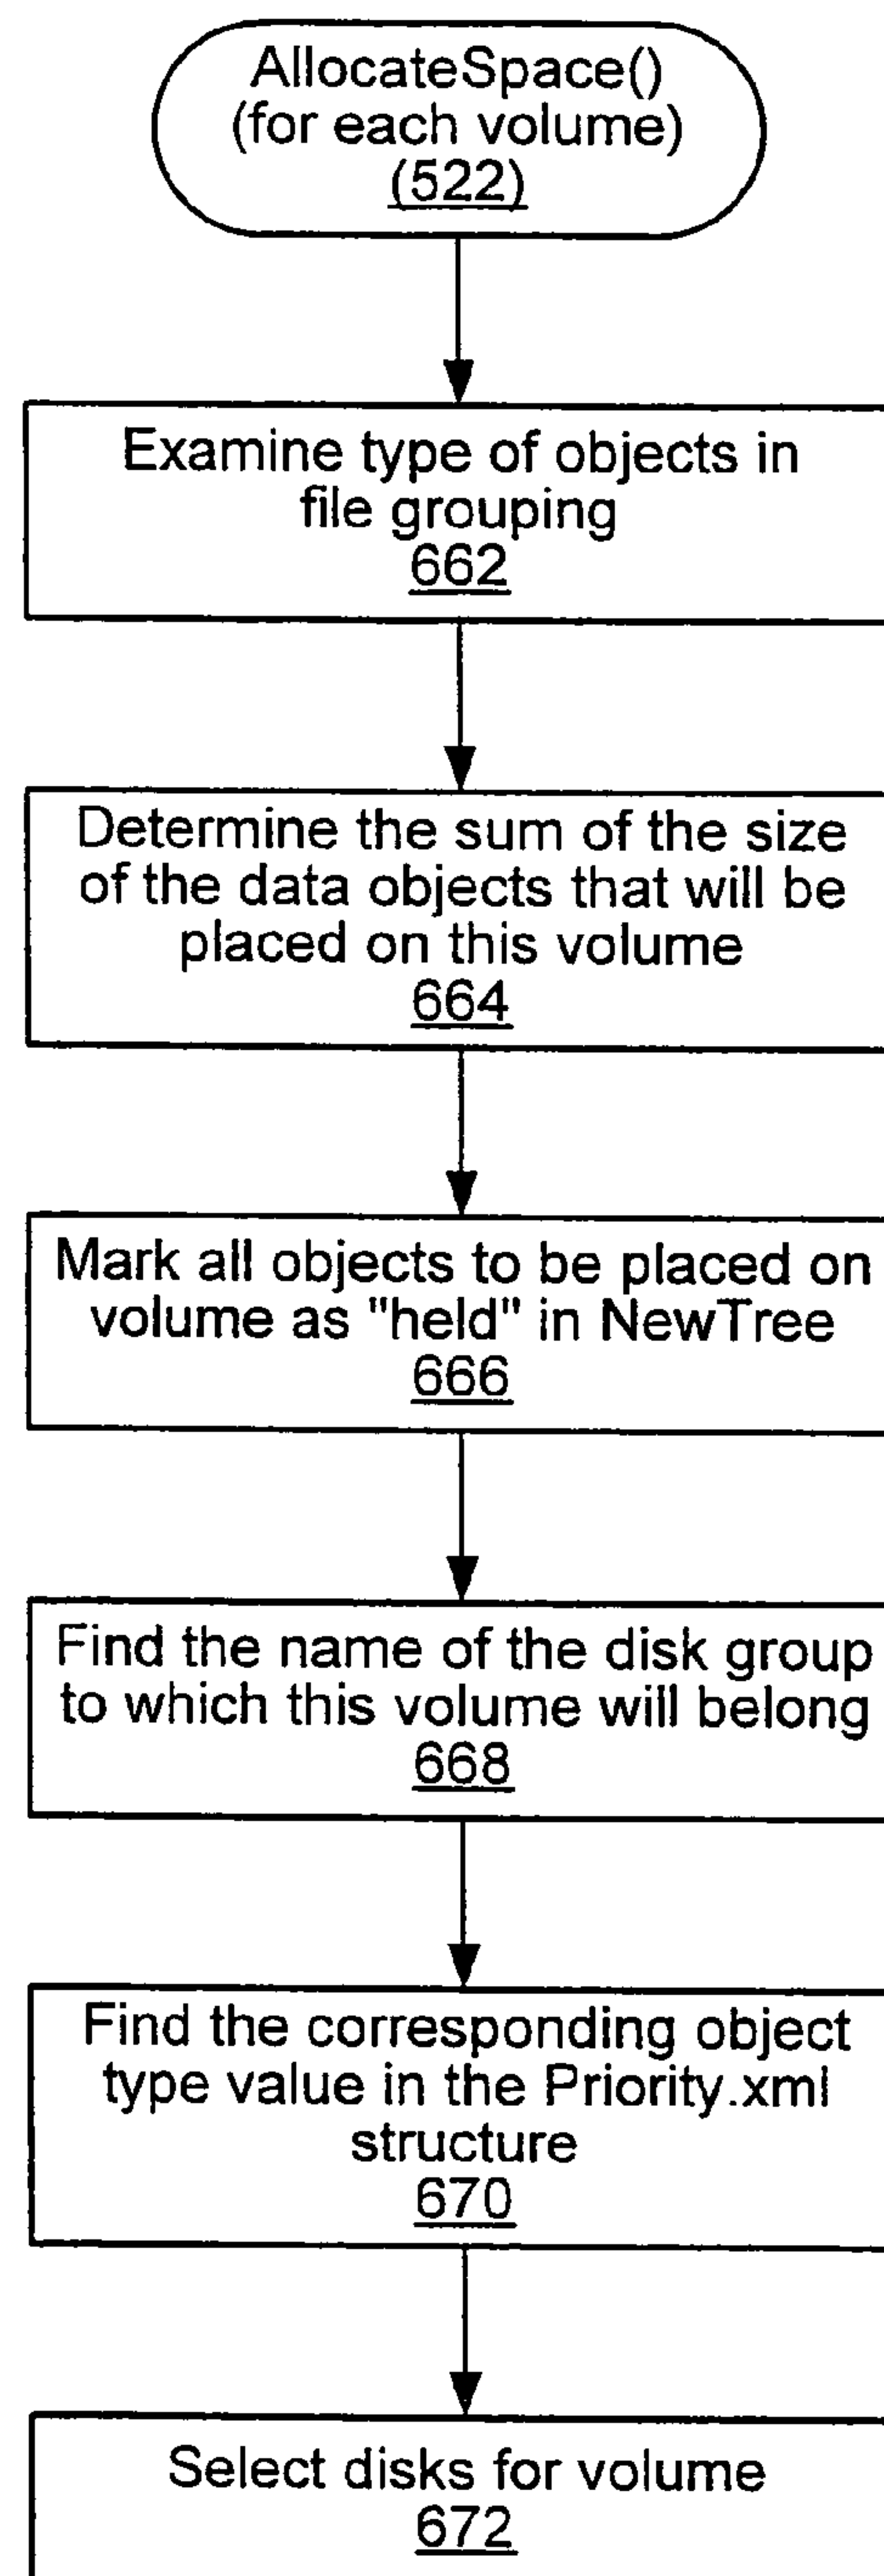 AllocateSpace()
(for each volume)
(522)
Examine type of objects in
file grouping
662
Determine the sum of the size
of the data objects that will be
placed on this volume
664
Mark all objects to be placed on
volume as "held" in NewTree
666
Find the name of the disk group
to which this volume will belong
668
Find the corresponding object
type value in the Priority.xml
structure
670
Select disks for volume
672